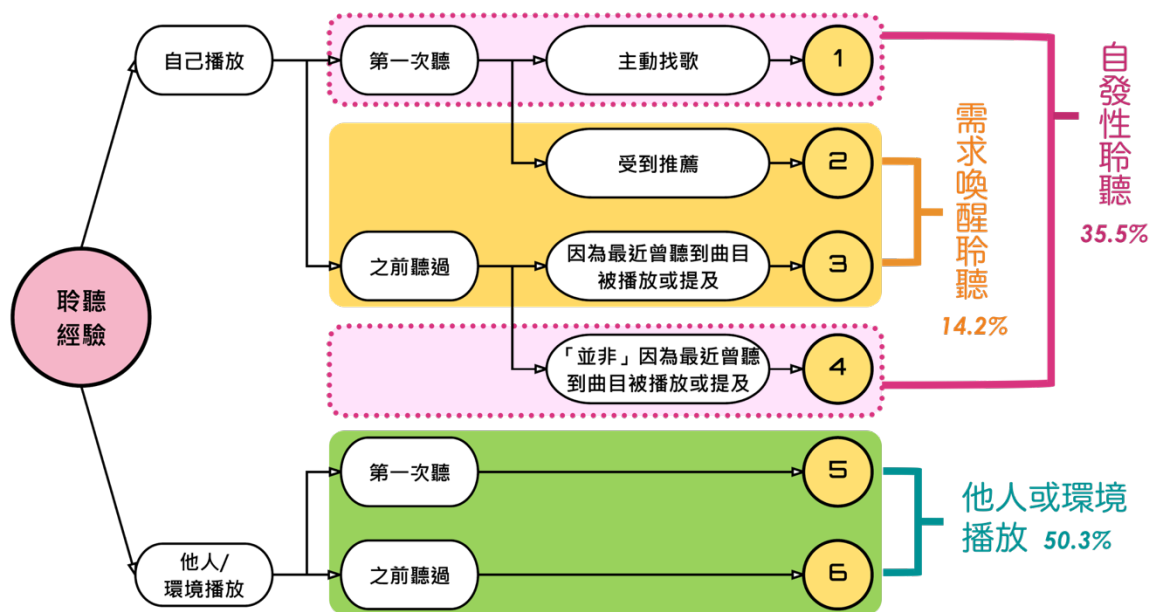 聆聽
經驗
自己播放
第一次聽
主動找歌
1
受到推薦
2
之前聽過
因為最近曾聽到曲目
被播放或提及
3
「並非」因為最近曾聽
到曲目被播放或提及
4
他人/
環境播放
第一次聽
5
之前聽過
6
自發性聆聽
35.5%
需求喚醒聆聽
14.2%
他人或環境
播放 50.3%